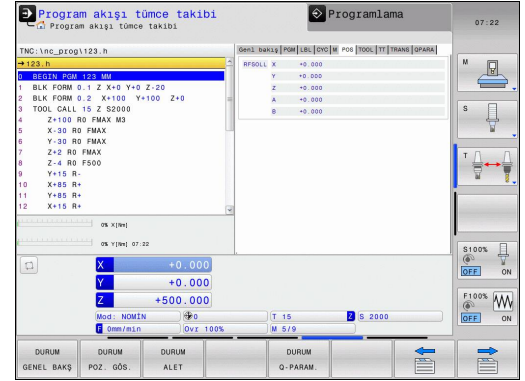 Program akışı tümce takibi
Program akışı tümce takibi
Programlama
07:22
TNC:\nc_prog\123.h
→123.h
0 BEGIN PGM 123 MM
1 BLK FORM 0.1 Z X+0 Y+0 Z-20
2 BLK FORM 0.2 X+100 Y+100 Z+0
3 TOOL CALL 15 Z S2000
4 Z+100 R0 FMAX M3
5 X-30 R0 FMAX
6 Y-30 R0 FMAX
7 Z+2 R0 FMAX
8 Z-4 R0 F500
9 Y+15 R-
10 X+85 R+
11 Y+85 R+
12 X+15 R+
Genl bakış PGM LBL CYC M POS TOOL TT TRANS QPARA
RFSOLL X +0.000
Y +0.000
Z +0.000
A +0.000
B +0.000
M
S
T
0% X[Nm]
0% Y[Nm] 07:22
X +0.000
Y +0.000
Z +500.000
Mod: NOMİN 0 T 15 Z S 2000
F 0mm/min Ovr 100% M 5/9
S100%
OFF ON
F100%
OFF ON
DURUM GENEL BAKŞ
DURUM POZ. GÖS.
DURUM ALET
DURUM Q-PARAM.